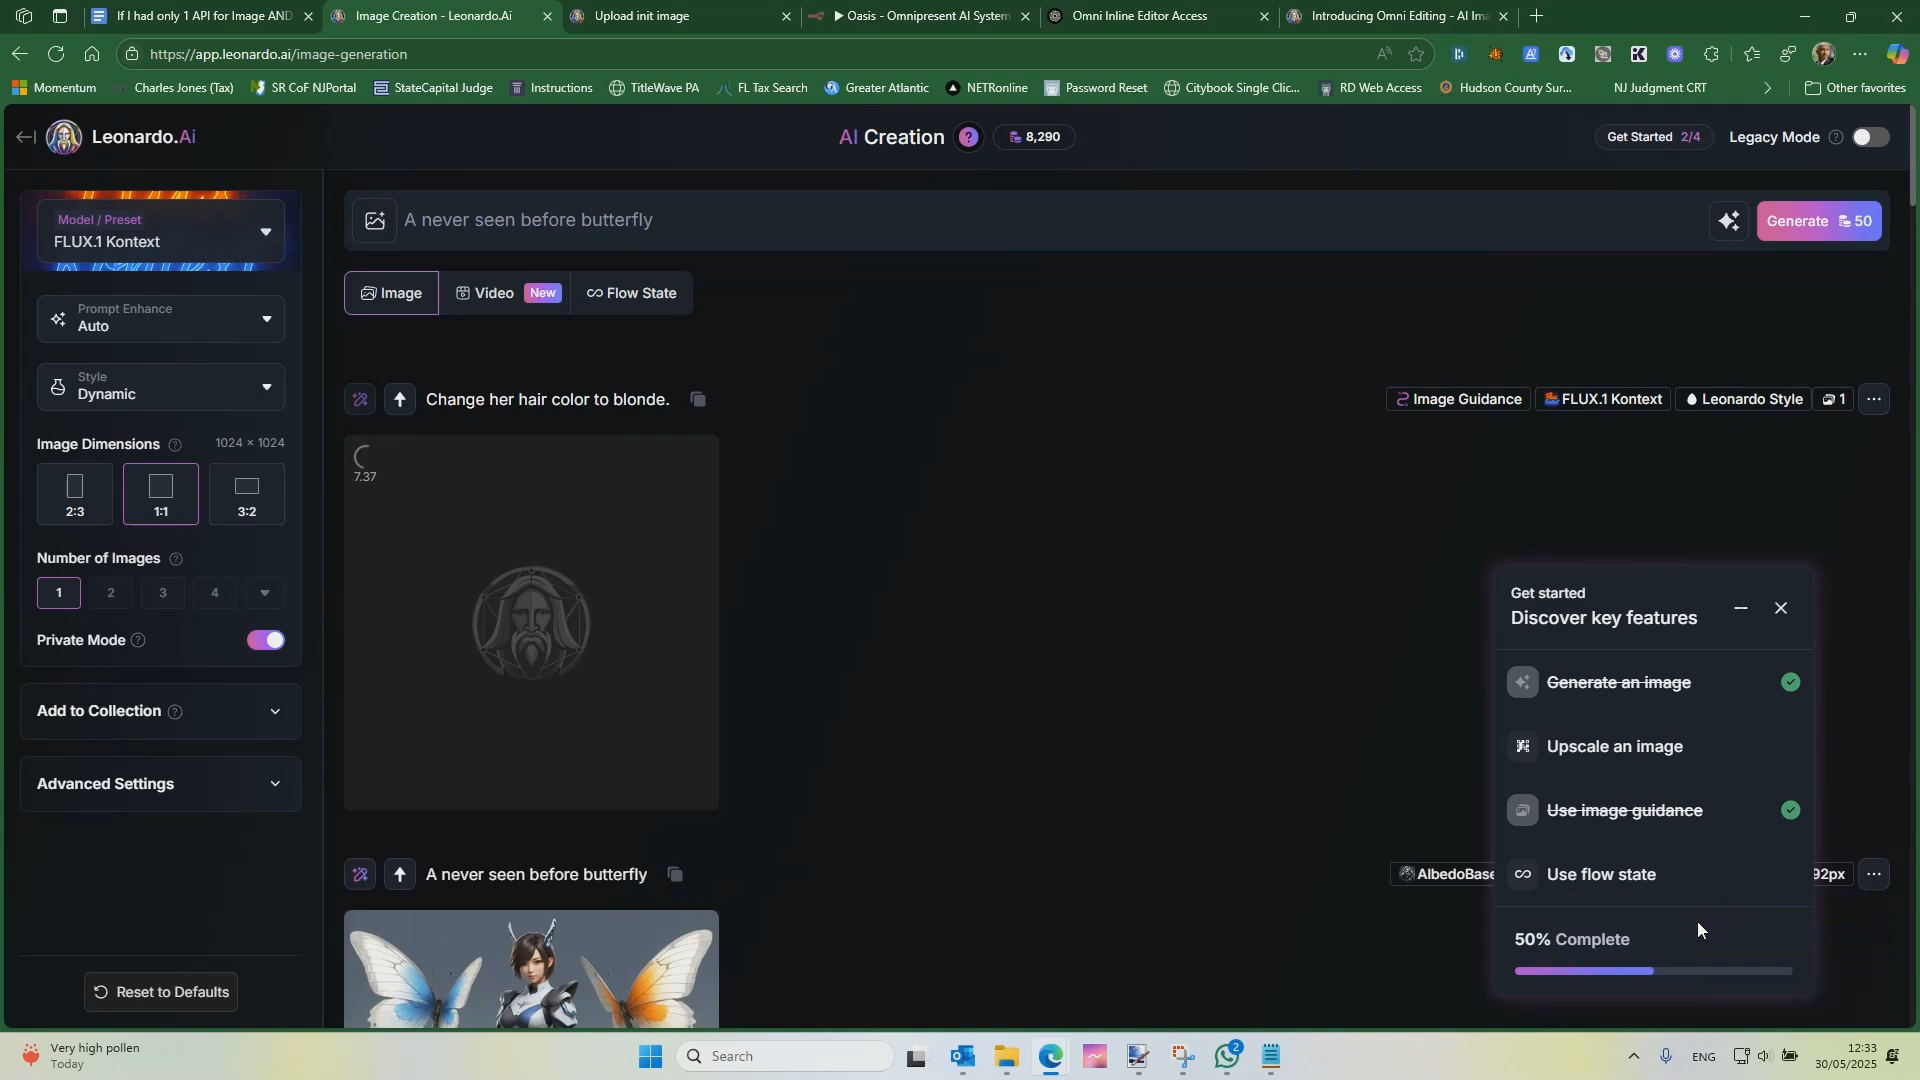 If I had only 1 API for Image AND
Image Creation - Leonardo.Ai
Upload init image
Oasis - Omnipresent AI System
Omni Inline Editor Access
Introducing Omni Editing - AI Im
https://app.leonardo.ai/image-generation
Momentum
Charles Jones (Tax)
SR CoF NJPortal
StateCapital Judge
Instructions
TitleWave PA
FL Tax Search
Greater Atlantic
NETRonline
Password Reset
Citybook Single Clic...
RD Web Access
Hudson County Sur...
NJ Judgment CRT
Other favorites
Leonardo.Ai
AI Creation
?
8,290
Get Started 2/4
Legacy Mode
Model / Preset
FLUX.1 Kontext
A never seen before butterfly
Generate 50
Image
Video New
Flow State
Prompt Enhance
Auto
Style
Dynamic
Image Dimensions
1024 × 1024
2:3
1:1
3:2
Number of Images
1
2
3
4
Private Mode
Add to Collection
Advanced Settings
Reset to Defaults
Change her hair color to blonde.
Image Guidance
FLUX.1 Kontext
Leonardo Style
1
7.37
A never seen before butterfly
AlbedoBase
92px
Get started
Discover key features
Generate an image
Upscale an image
Use image guidance
Use flow state
50% Complete
Very high pollen
Today
Search
2
ENG
12:33
30/05/2025